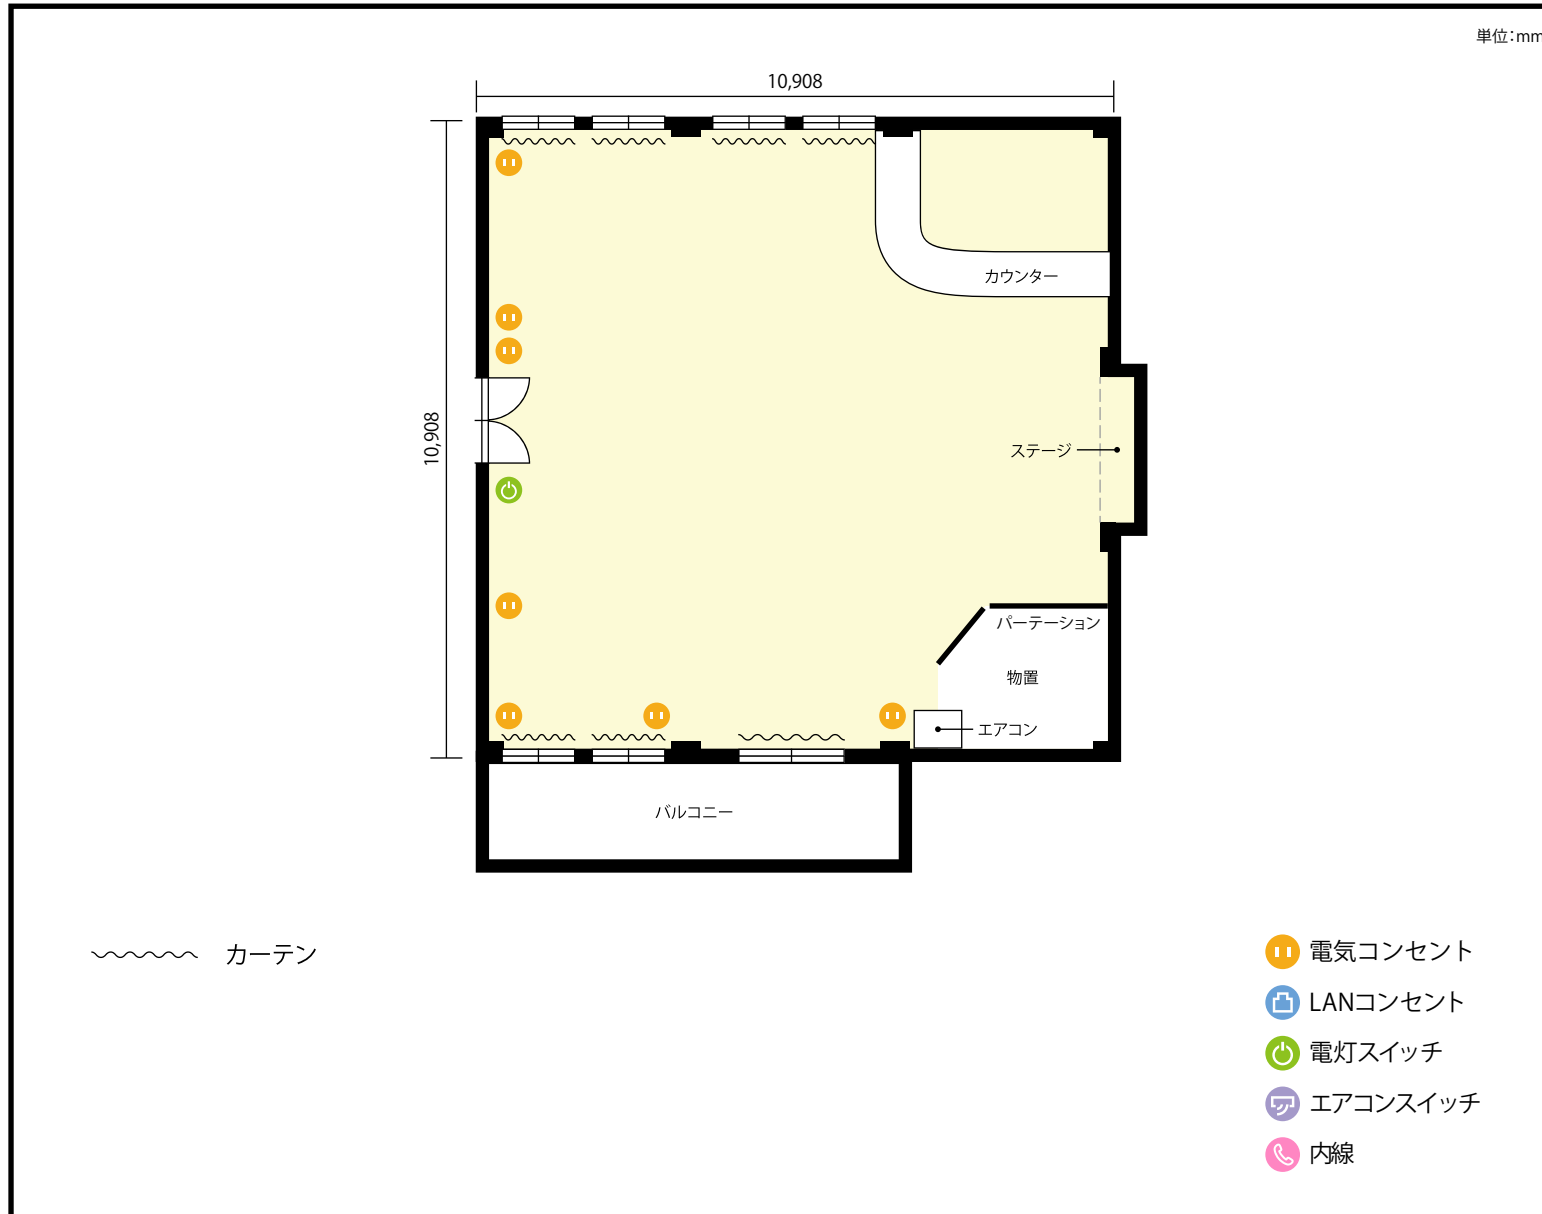 単位：mm
10,908
10,908
カウンター
ステージ
パーテーション
物置
エアコン
バルコニー
カーテン
電気コンセント
LANコンセント
電灯スイッチ
エアコンスイッチ
内線